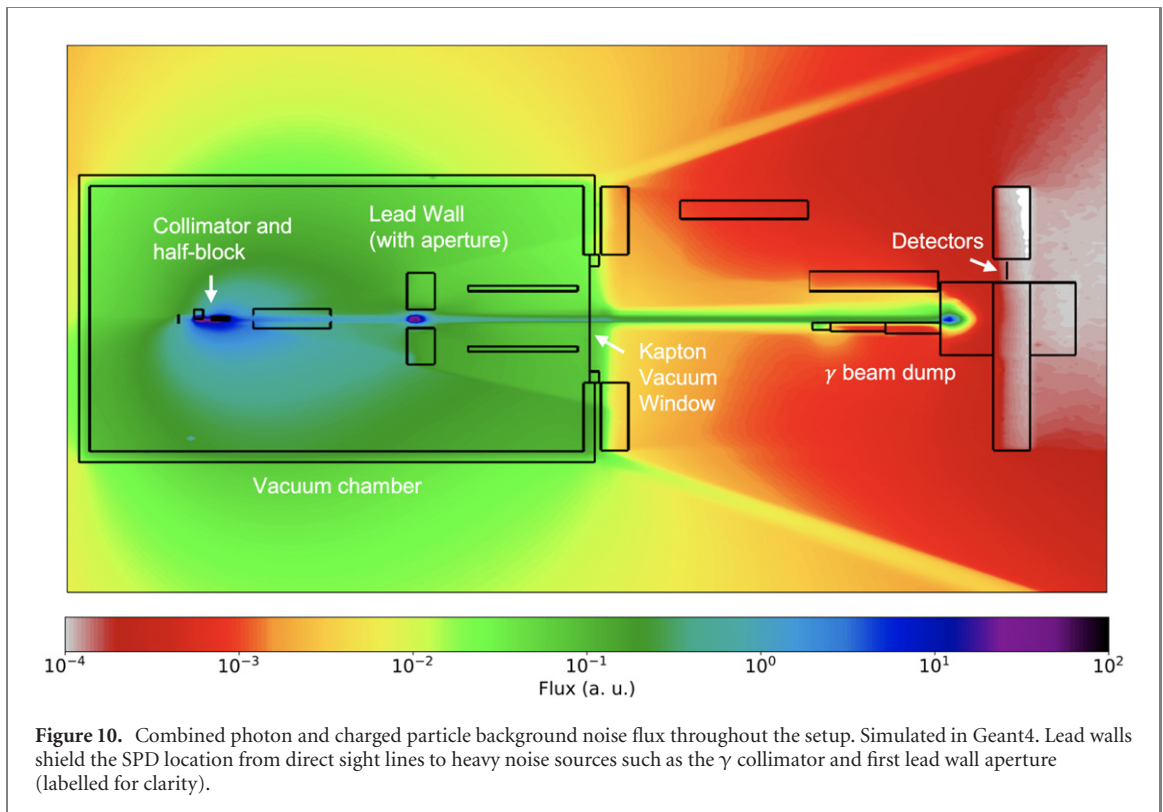 Collimator and
half-block
Lead Wall
(with aperture)
Detectors
Kapton
Vacuum
Window
γ beam dump
Vacuum chamber
10⁻⁴ 10⁻³ 10⁻² 10⁻¹ 10⁰ 10¹ 10²
Flux (a. u.)
Figure 10. Combined photon and charged particle background noise flux throughout the setup. Simulated in Geant4. Lead walls
shield the SPD location from direct sight lines to heavy noise sources such as the γ collimator and first lead wall aperture
(labelled for clarity).